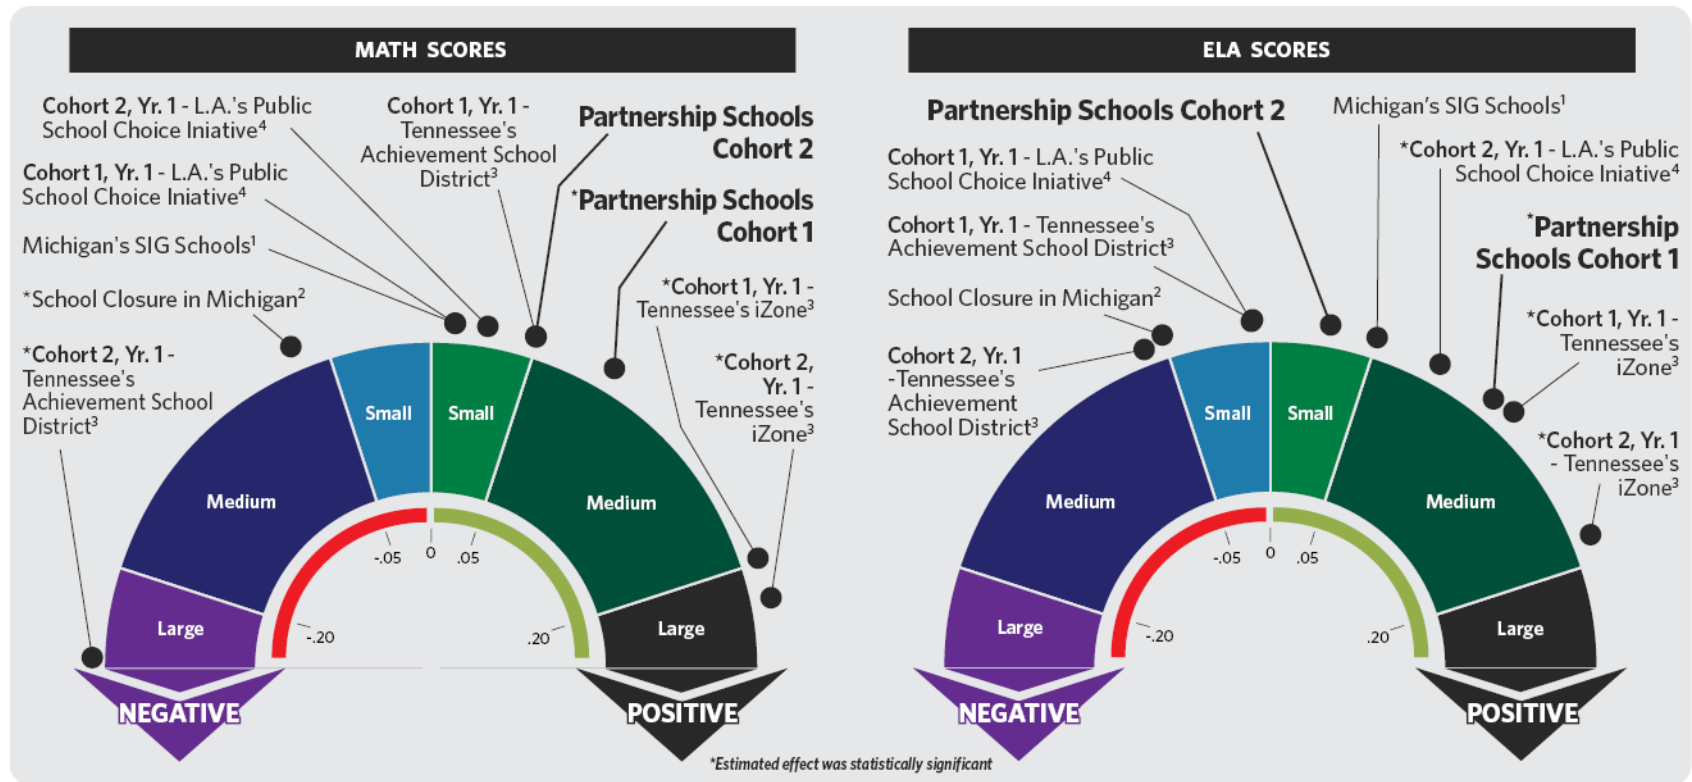 MATH SCORES
Cohort 2, Yr. 1 - L.A.'s Public
School Choice Iniative4
Cohort 1, Yr. 1 - L.A.'s Public
School Choice Iniative4
Michigan's SIG Schools1
*School Closure in Michigan2
*Cohort 2, Yr. 1 -
Tennessee's
Achievement School
District3
Cohort 1, Yr. 1 -
Tennessee's
Achievement School
District3
Partnership Schools
Cohort 2
*Partnership Schools
Cohort 1
*Cohort 1, Yr. 1 -
Tennessee's iZone3
*Cohort 2,
Yr. 1 -
Tennessee's
iZone3
Large
Medium
Small
Small
Medium
Large
-.20
-.05
0
.05
.20
NEGATIVE
POSITIVE
ELA SCORES
Partnership Schools Cohort 2
Cohort 1, Yr. 1 - L.A.'s Public
School Choice Iniative4
Cohort 1, Yr. 1 - Tennessee's
Achievement School District3
School Closure in Michigan2
Cohort 2, Yr. 1
-Tennessee's
Achievement
School District3
Michigan's SIG Schools1
*Cohort 2, Yr. 1 - L.A.'s Public
School Choice Iniative4
*Partnership
Schools Cohort 1
*Cohort 1, Yr. 1 -
Tennessee's
iZone3
*Cohort 2, Yr. 1
- Tennessee's
iZone3
Large
Medium
Small
Small
Medium
Large
-.20
-.05
0
.05
.20
NEGATIVE
POSITIVE
*Estimated effect was statistically significant